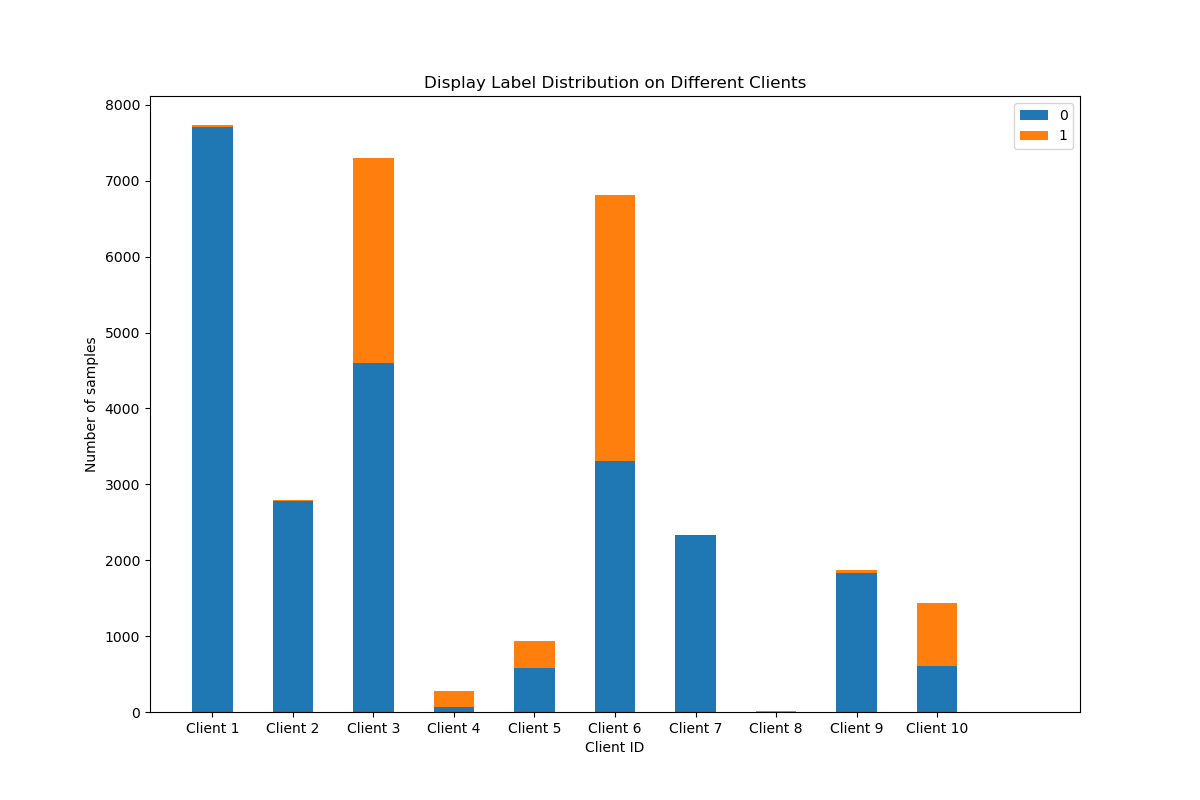 Display Label Distribution on Different Clients
8000
7000
6000
5000
4000
3000
2000
1000
0
Number of samples
0
1
Client 1 Client 2 Client 3 Client 4 Client 5 Client 6 Client 7 Client 8 Client 9 Client 10
Client ID